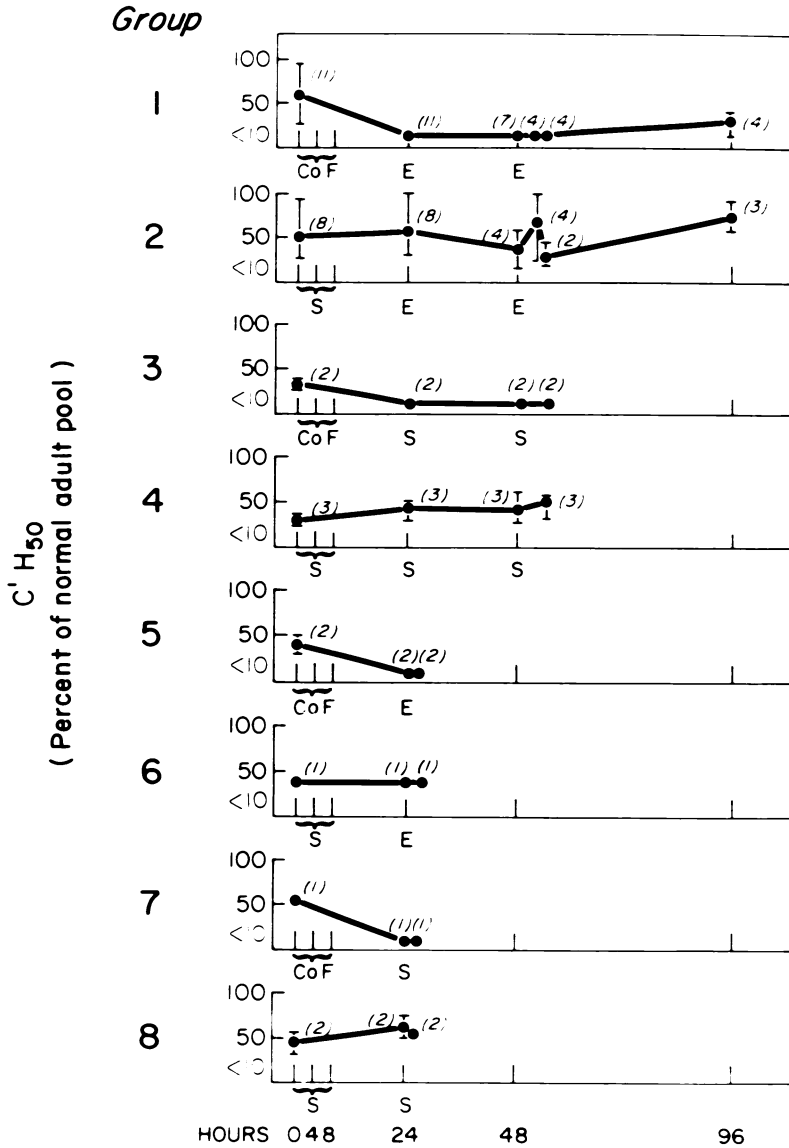 Group
C' H50
(Percent of normal adult pool)
1
100
50
<10
(11)
(11)
(7) (4) (4)
(4)
Co F
E
E
2
100
50
<10
(8)
(8)
(4)
(4)
(2)
(3)
S
E
E
3
100
50
<10
(2)
(2)
(2) (2)
Co F
S
S
4
100
50
<10
(3)
(3)
(3)
(3)
S
S
S
5
100
50
<10
(2)
(2)(2)
Co F
E
6
100
50
<10
(1)
(1)
(1)
S
E
7
100
50
<10
(1)
(1)(1)
Co F
S
8
100
50
<10
(2)
(2)
(2)
S
S
HOURS 0 4 8 24 48 96